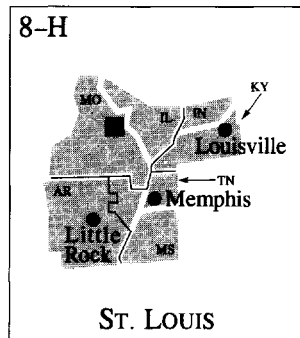 8-H
KY
MO
IL
IN
Louisville
AR
TN
Memphis
Little
Rock
MS
ST. LOUIS